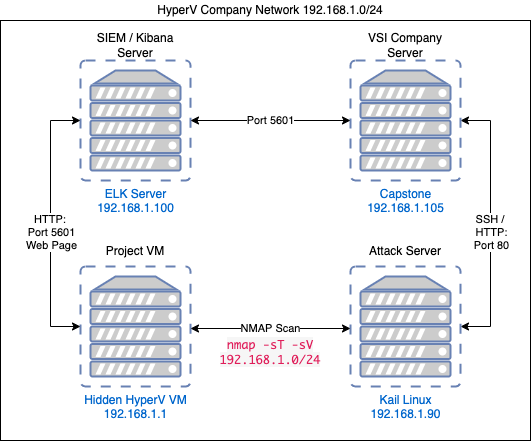 HyperV Company Network 192.168.1.0/24
SIEM / Kibana
Server
VSI Company
Server
Port 5601
ELK Server
192.168.1.100
Capstone
192.168.1.105
HTTP:
Port 5601
Web Page
SSH /
HTTP:
Port 80
Project VM
Attack Server
NMAP Scan
nmap -sT -sV
192.168.1.0/24
Hidden HyperV VM
192.168.1.1
Kail Linux
192.168.1.90